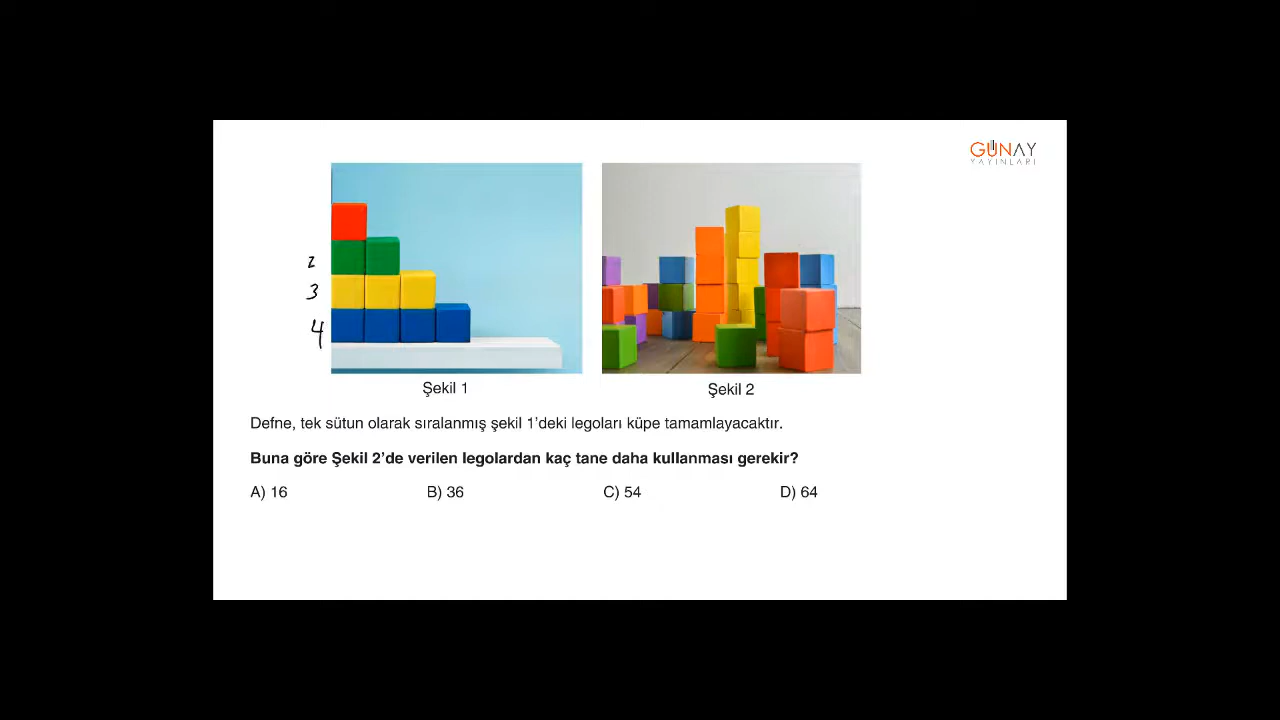 GÜNAY
YAYINLARI
2
3
4
Şekil 1
Şekil 2
Defne, tek sütun olarak sıralanmış şekil 1'deki legoları küpe tamamlayacaktır.
Buna göre Şekil 2'de verilen legolardan kaç tane daha kullanması gerekir?
A) 16 B) 36 C) 54 D) 64